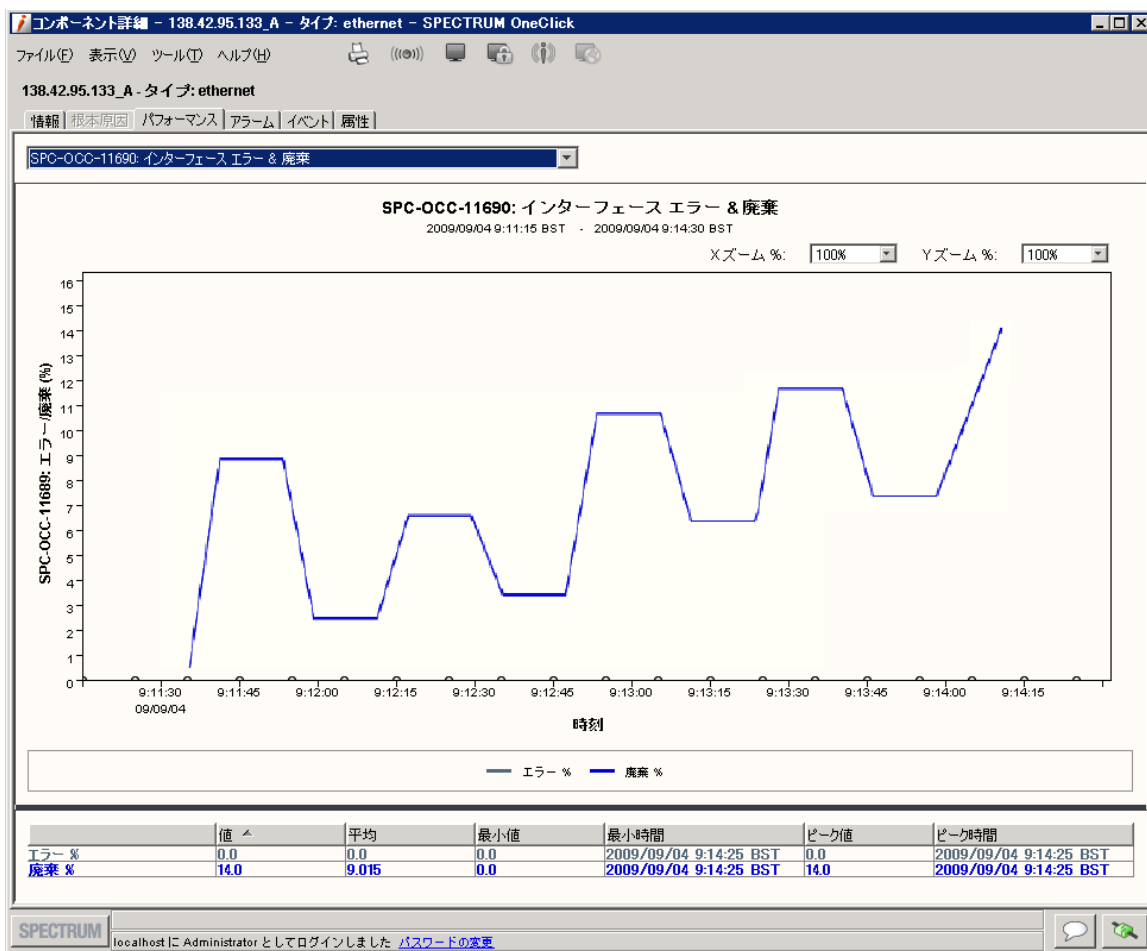 コンポーネント詳細 - 138.42.95.133_A - タイプ: ethernet - SPECTRUM OneClick
ファイル(F) 表示(V) ツール(T) ヘルプ(H)
138.42.95.133_A - タイプ: ethernet
情報 根本原因 パフォーマンス アラーム イベント 属性
SPC-OCC-11690: インターフェース エラー & 廃棄
SPC-OCC-11690: インターフェース エラー & 廃棄
2009/09/04 9:11:15 BST - 2009/09/04 9:14:30 BST
X ズーム %: 100% Y ズーム %: 100%
SPC-OCC-11689: エラー/廃棄 (%)
16
15
14
13
12
11
10
9
8
7
6
5
4
3
2
1
0
9:11:30 9:11:45 9:12:00 9:12:15 9:12:30 9:12:45 9:13:00 9:13:15 9:13:30 9:13:45 9:14:00 9:14:15
09/09/04
時刻
エラー % 廃棄 %
値 平均 最小値 最小時間 ピーク値 ピーク時間
エラー % 0.0 0.0 0.0 2009/09/04 9:14:25 BST 0.0 2009/09/04 9:14:25 BST
廃棄 % 14.0 9.015 0.0 2009/09/04 9:14:25 BST 14.0 2009/09/04 9:14:25 BST
SPECTRUM
localhost に Administrator としてログインしました パスワードの変更